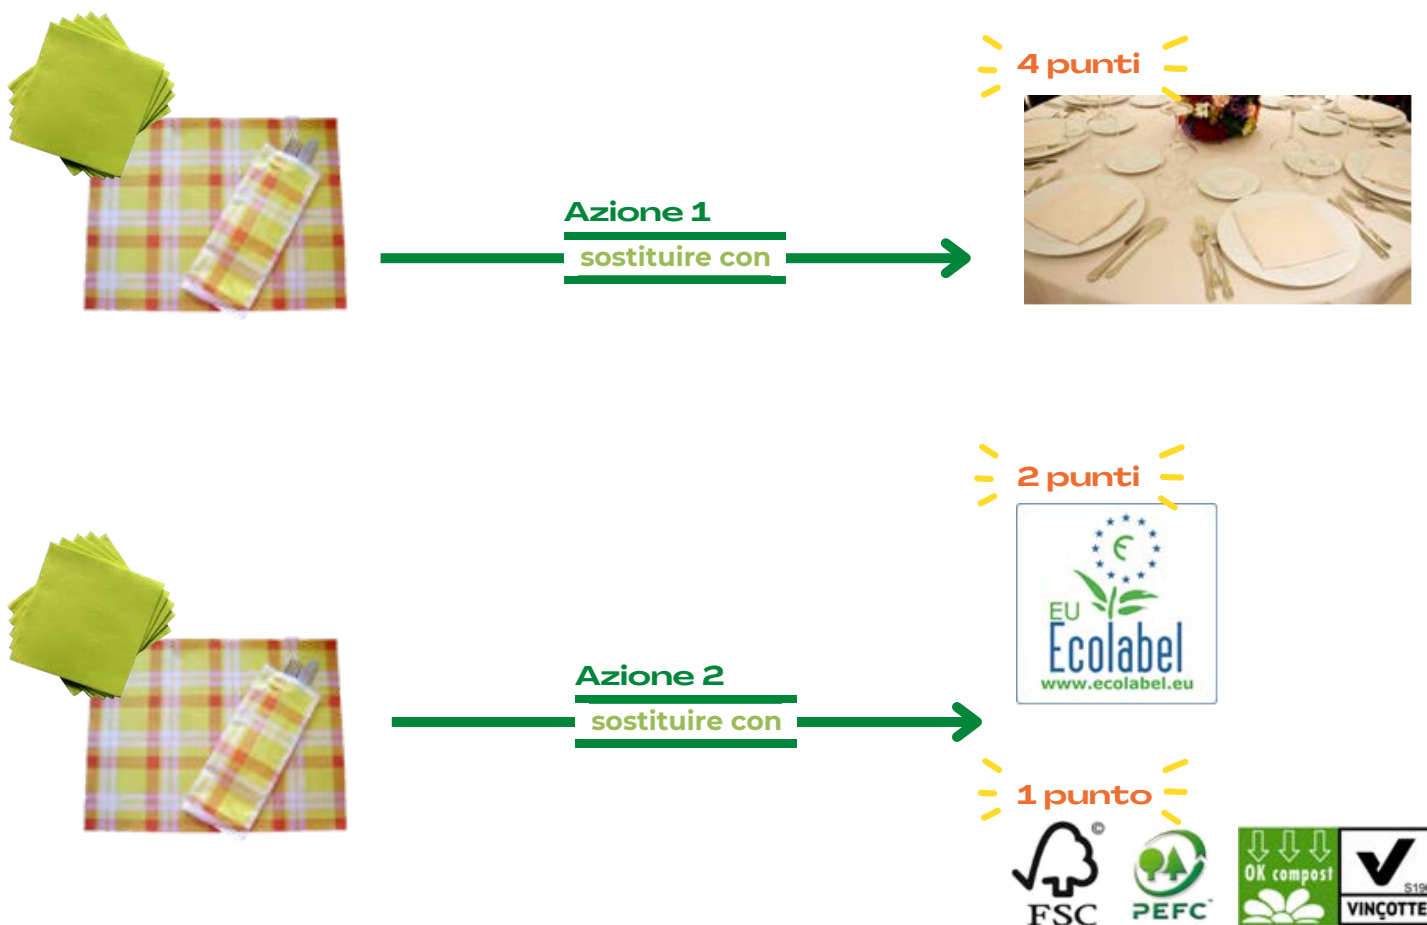 4 punti
Azione 1
sostituire con
2 punti
EU
Ecolabel
www.ecolabel.eu
Azione 2
sostituire con
1 punto
©
FSC
PEFC
OK compost
VINÇOTTE